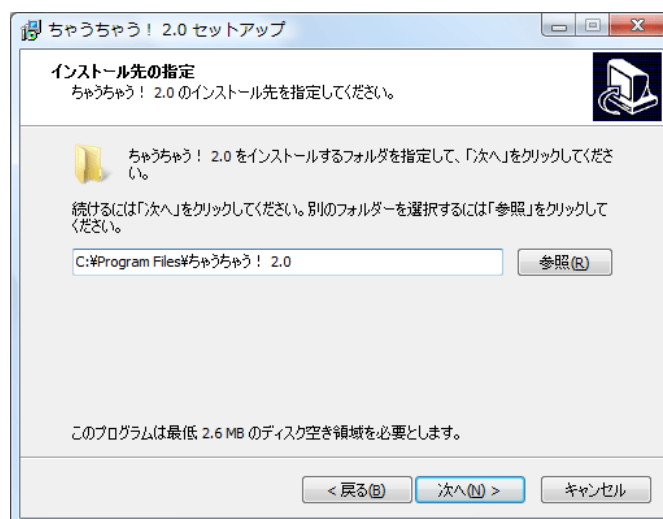 ちゃうちゃう！ 2.0 セットアップ
インストール先の指定
ちゃうちゃう！ 2.0 のインストール先を指定してください。
ちゃうちゃう！ 2.0 をインストールするフォルダを指定して、「次へ」をクリックしてくださ
い。
続けるには「次へ」をクリックしてください。別のフォルダーを選択するには「参照」をクリックして
ください。
C:¥Program Files¥ちゃうちゃう！ 2.0
参照(R)
このプログラムは最低 2.6 MB のディスク空き領域を必要とします。
< 戻る(B)
次へ(N) >
キャンセル